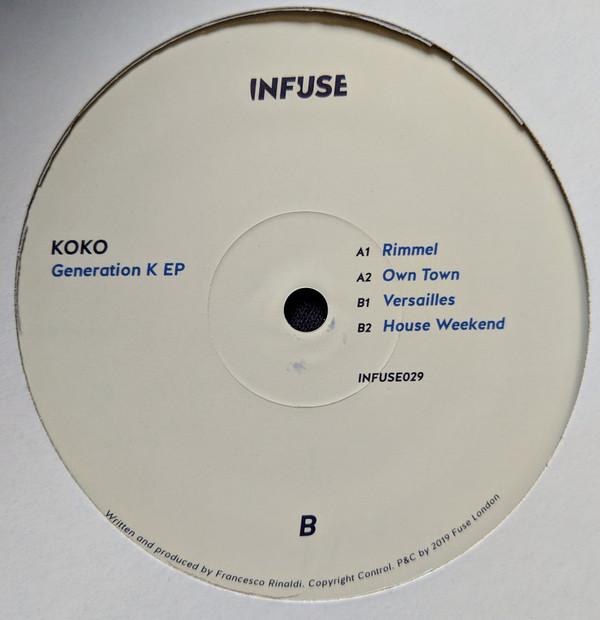 INFUSE
KOKO
Generation K EP
A1 Rimmel
A2 Own Town
B1 Versailles
B2 House Weekend
INFUSE029
B
Written and produced by Francesco Rinaldi. Copyright Control. P&C by 2019 Fuse London